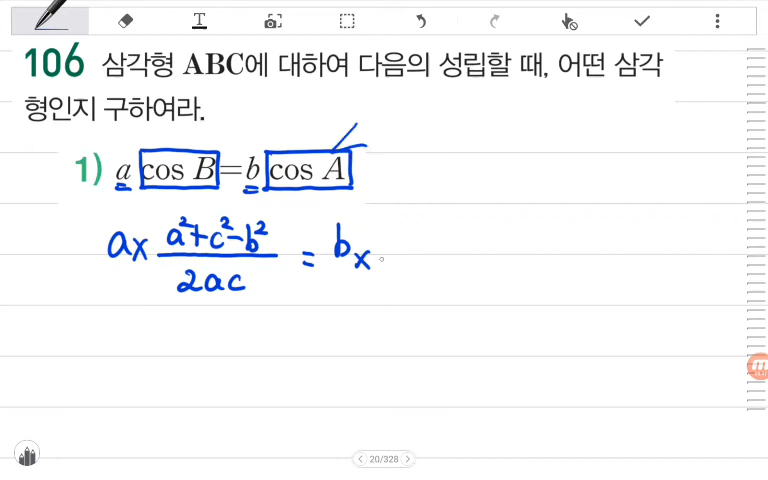 106 삼각형 ABC에 대하여 다음의 성립할 때, 어떤 삼각
형인지 구하여라.
1) a cos B=b cos A
a× a²+c²-b² / 2ac = b×
20/328